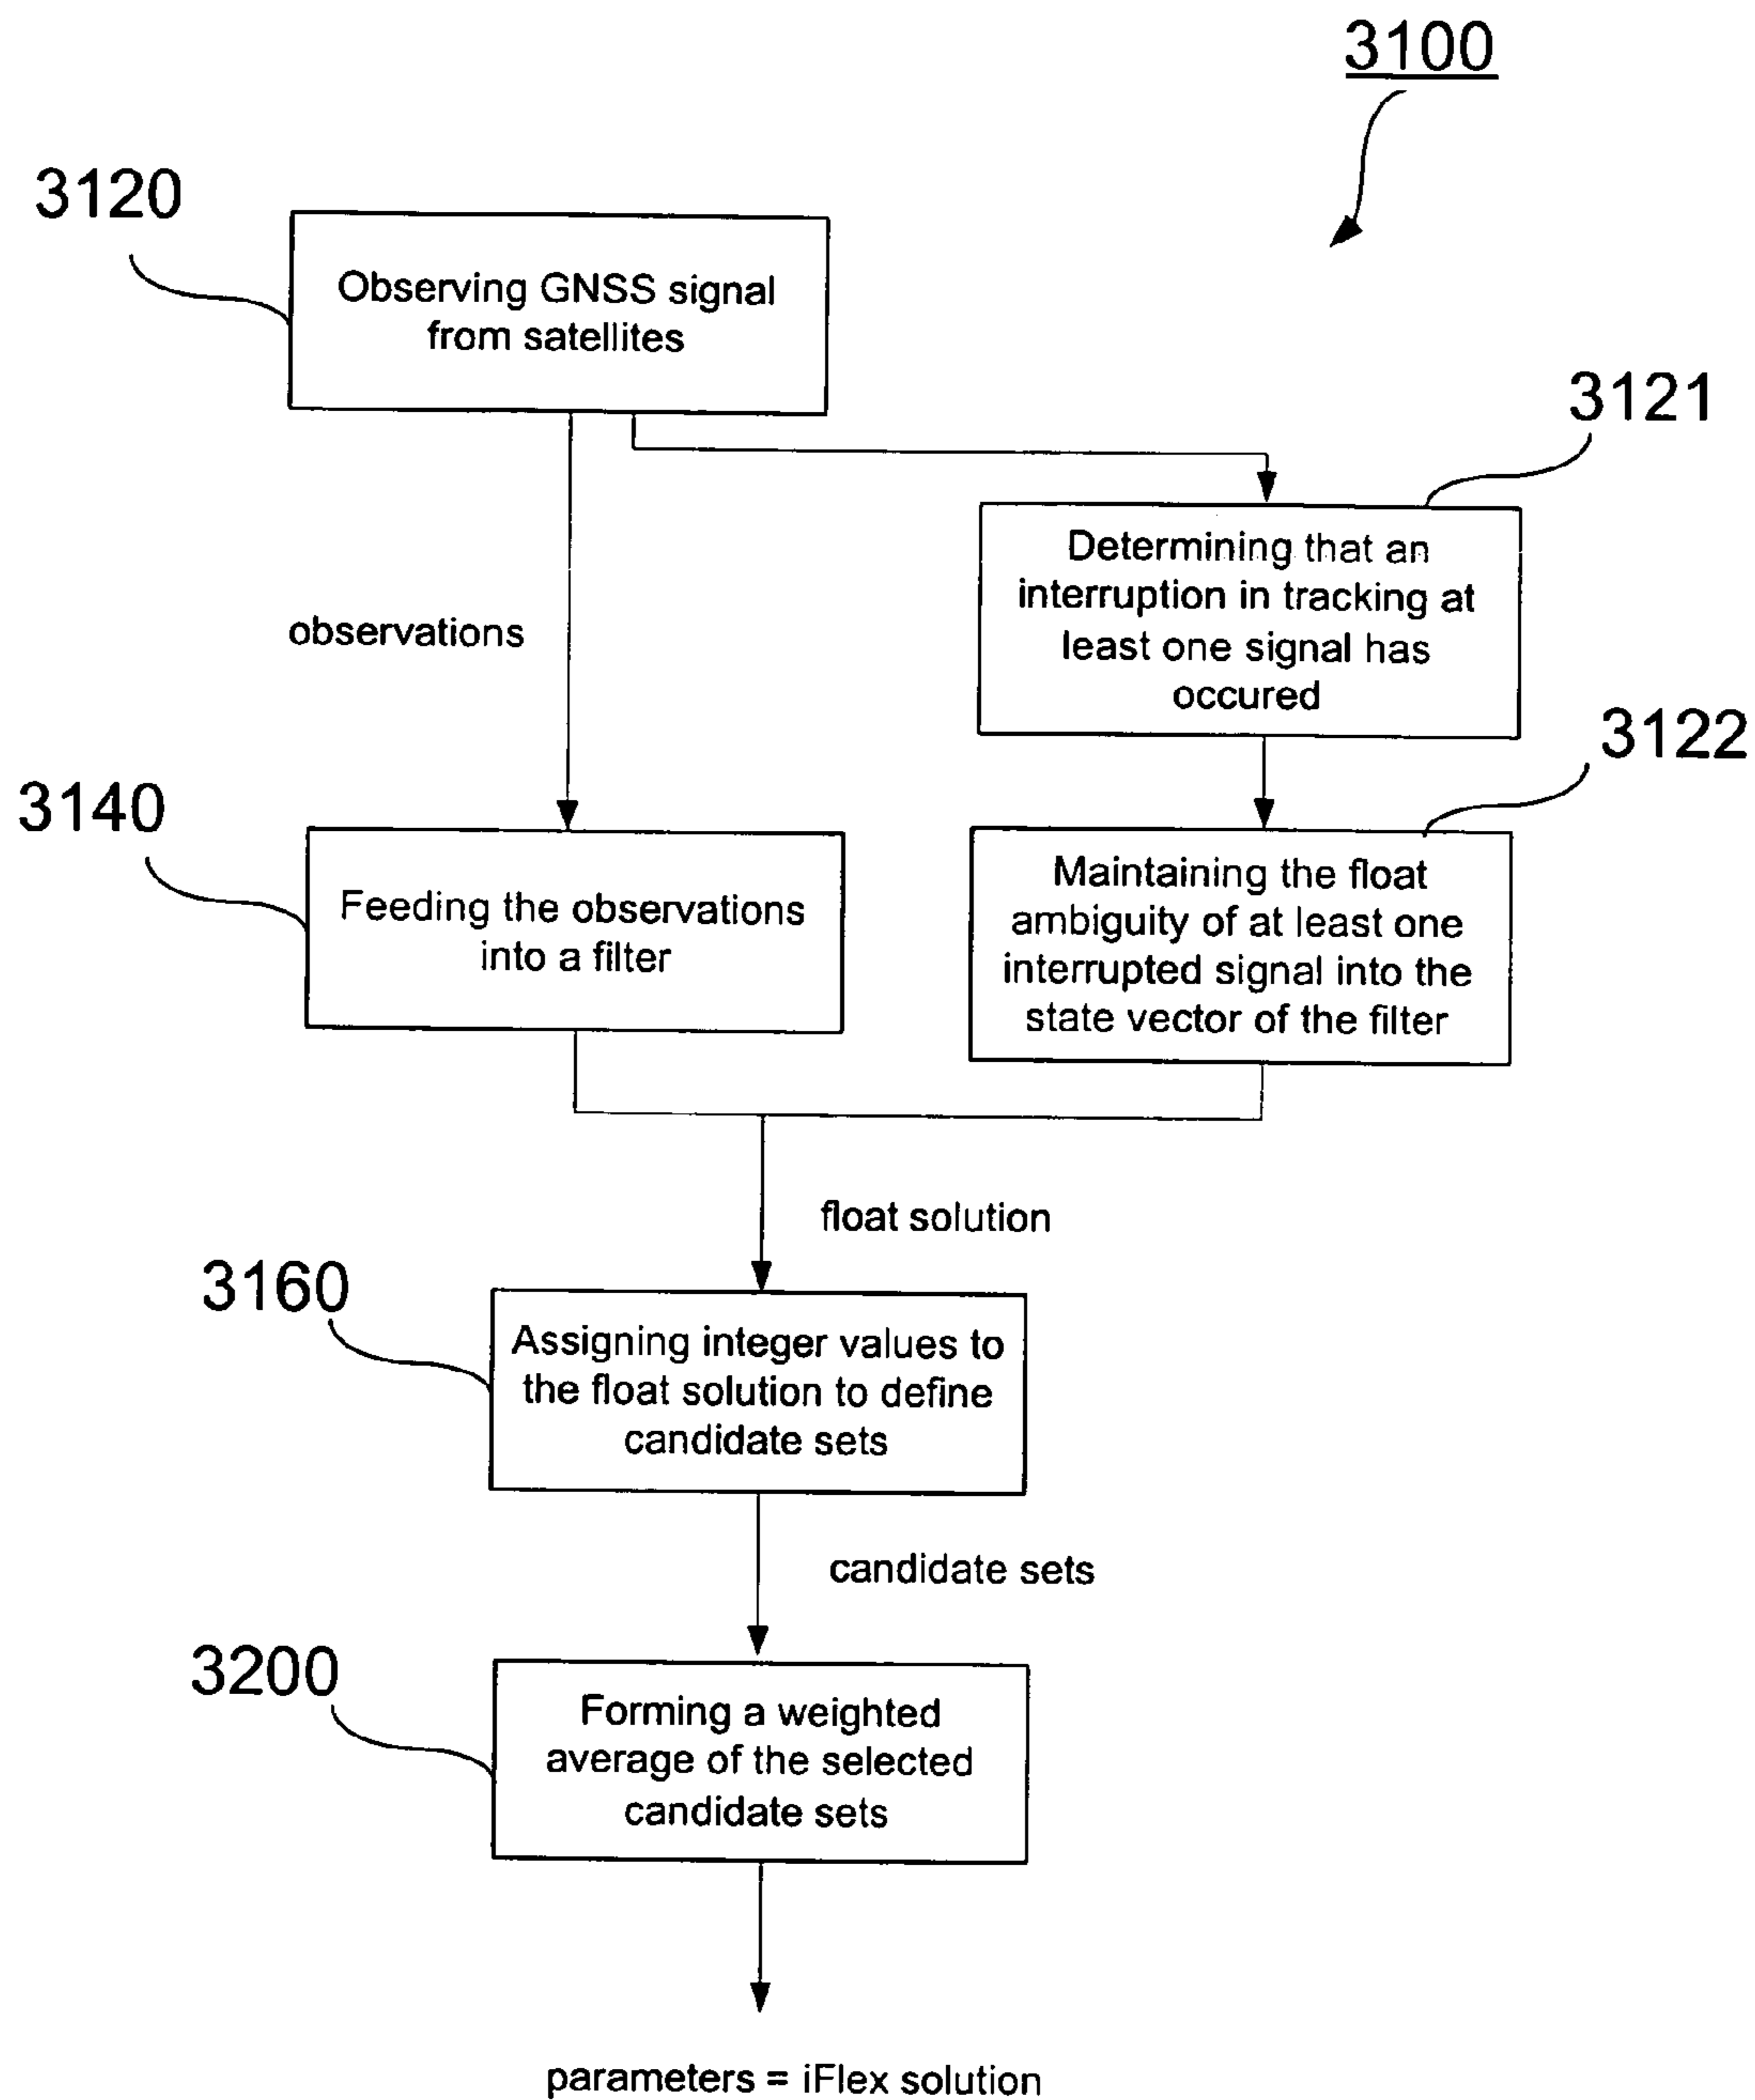 3100
3120
Observing GNSS signal
from satellites
3121
Determining that an
interruption in tracking at
least one signal has
occured
observations
3122
3140
Feeding the observations
into a filter
Maintaining the float
ambiguity of at least one
interrupted signal into the
state vector of the filter
float solution
3160
Assigning integer values to
the float solution to define
candidate sets
candidate sets
3200
Forming a weighted
average of the selected
candidate sets
parameters = iFlex solution